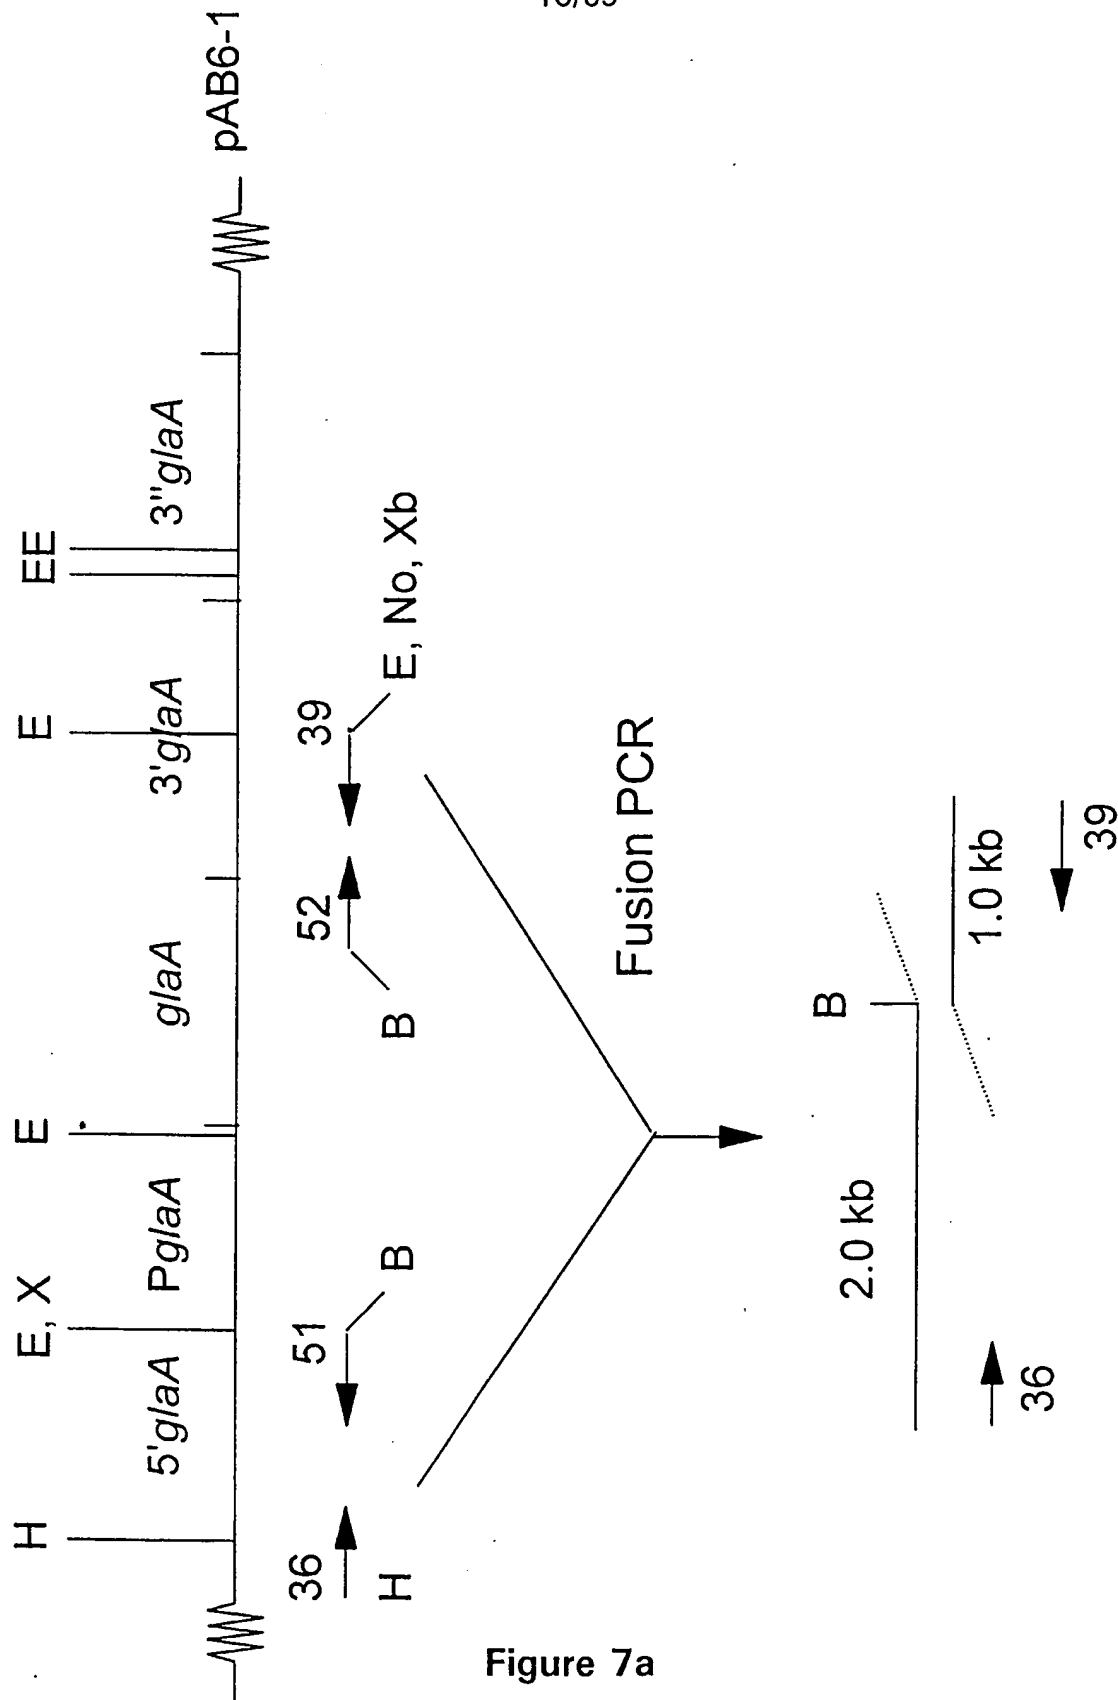 H
E, X
E
E
EE
5'glaA
PglaA
glaA
3'glaA
3"glaA
pAB6-1
36
51
52
39
H
B
B
E, No, Xb
Fusion PCR
2.0 kb
B
1.0 kb
36
39
Figure 7a